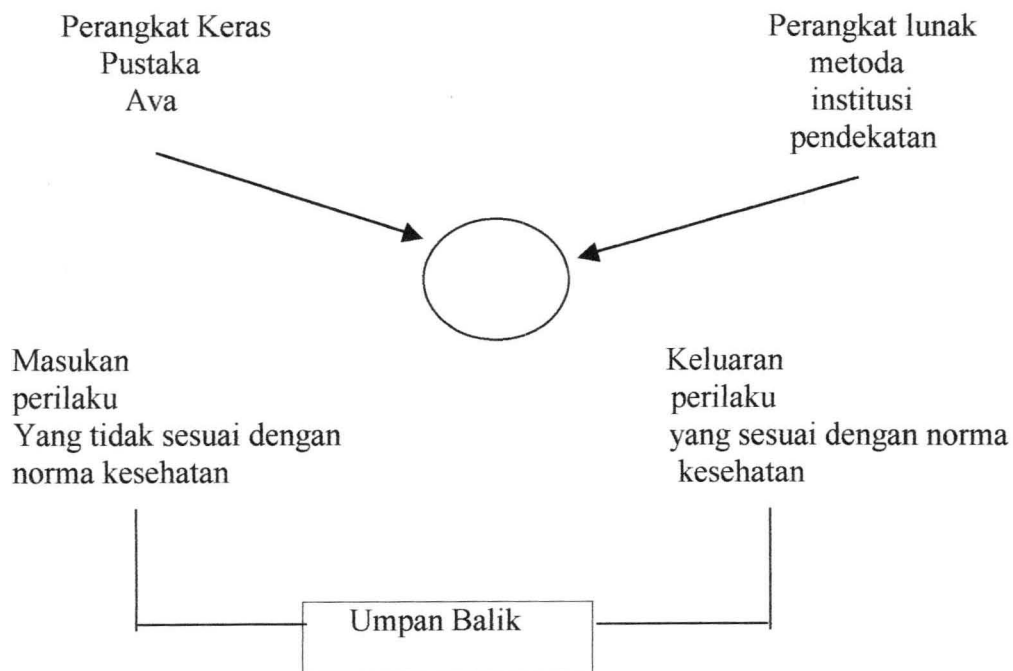 Perangkat Keras
Pustaka
Ava
Perangkat lunak
metoda
institusi
pendekatan
Masukan
perilaku
Yang tidak sesuai dengan
norma kesehatan
Keluaran
perilaku
yang sesuai dengan norma
kesehatan
Umpan Balik